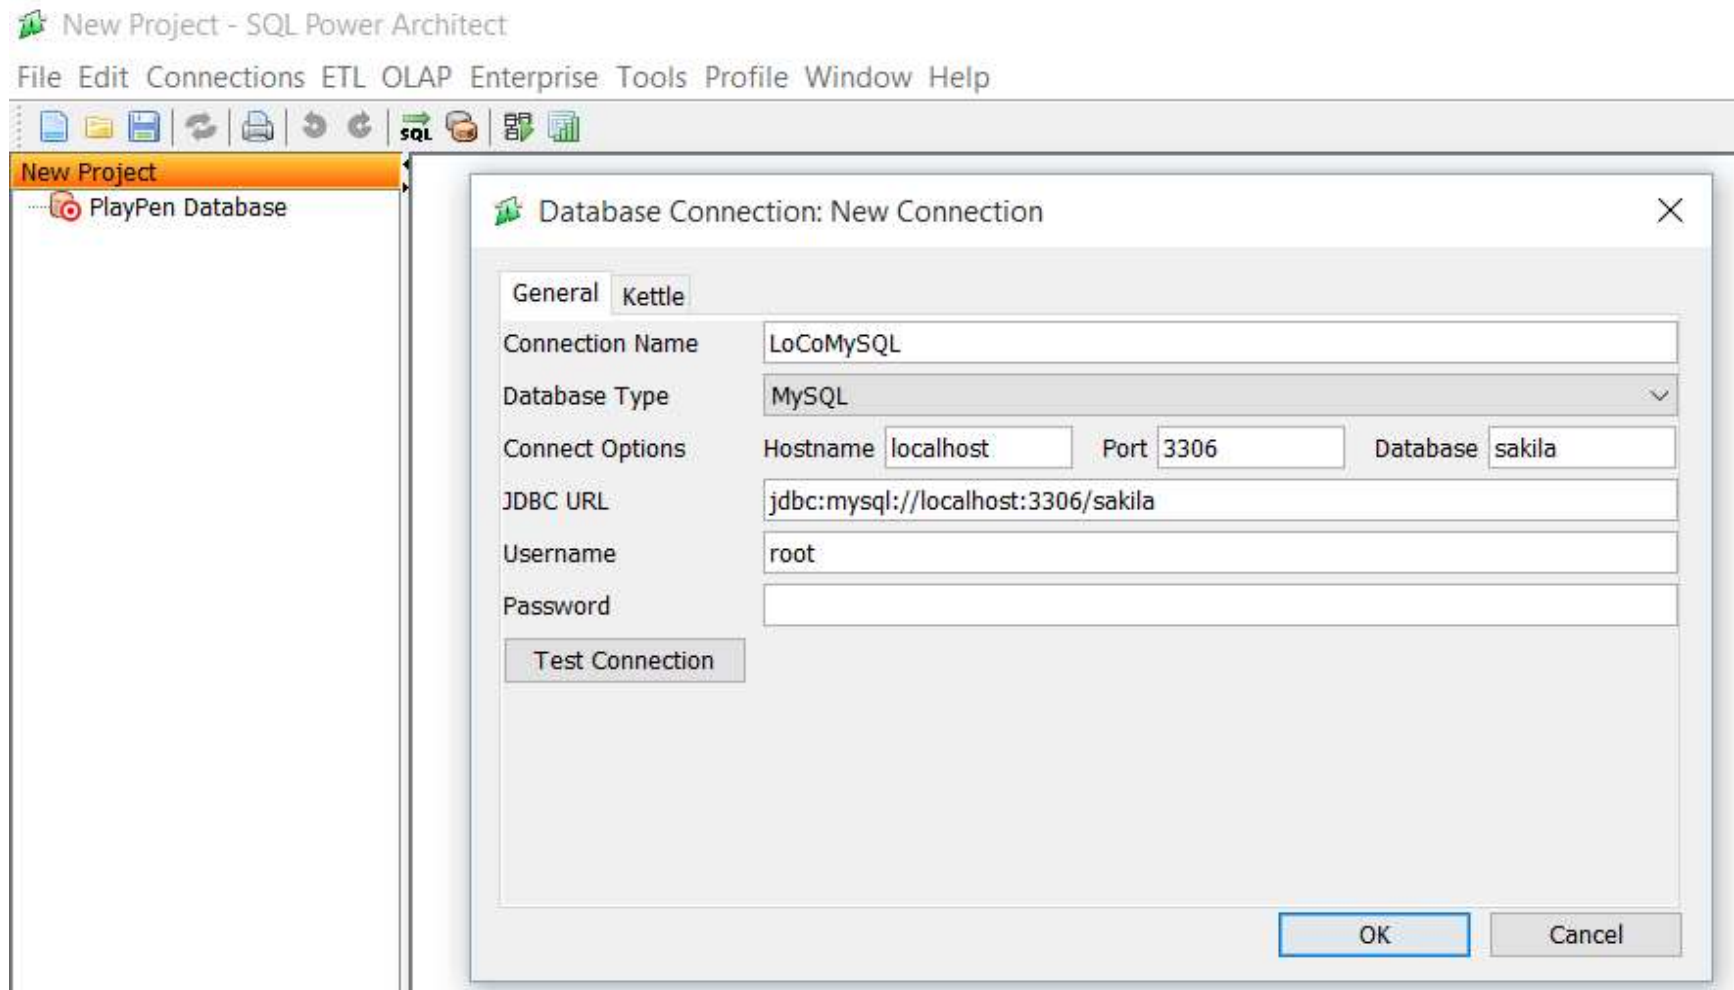 New Project - SQL Power Architect
File Edit Connections ETL OLAP Enterprise Tools Profile Window Help
SQL
New Project
PlayPen Database
Database Connection: New Connection
General Kettle
Connection Name LoCoMySQL
Database Type MySQL
Connect Options Hostname localhost Port 3306 Database sakila
JDBC URL jdbc:mysql://localhost:3306/sakila
Username root
Password
Test Connection
OK Cancel